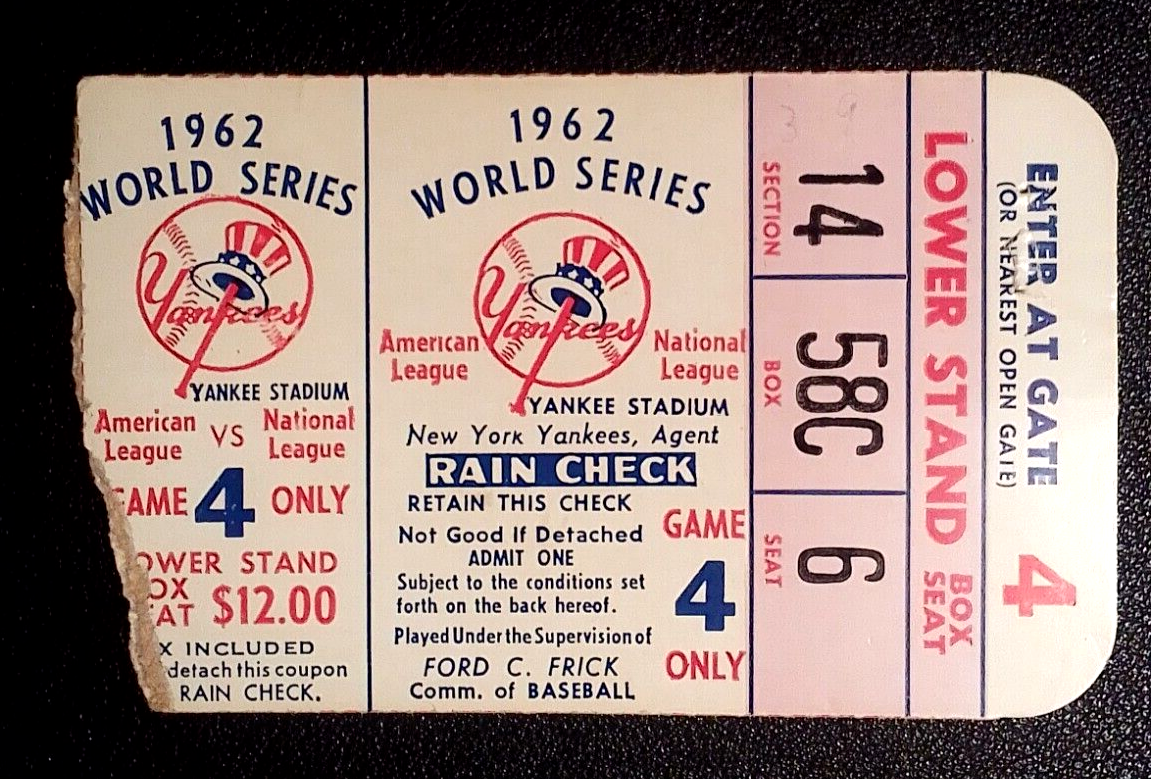 1962
WORLD SERIES
Yankees
YANKEE STADIUM
American League VS National League
AME 4 ONLY
OWER STAND
OX
AT $12.00
X INCLUDED
detach this coupon
RAIN CHECK.
1962
WORLD SERIES
Yankees
American League
National League
YANKEE STADIUM
New York Yankees, Agent
RAIN CHECK
RETAIN THIS CHECK
Not Good If Detached
ADMIT ONE
Subject to the conditions set
forth on the back hereof.
Played Under the Supervision of
FORD C. FRICK
Comm. of BASEBALL
GAME
4
ONLY
SECTION 14
BOX 58C
SEAT 6
LOWER STAND BOX SEAT
ENTER AT GATE 4
(OR NEAREST OPEN GATE)
3 9